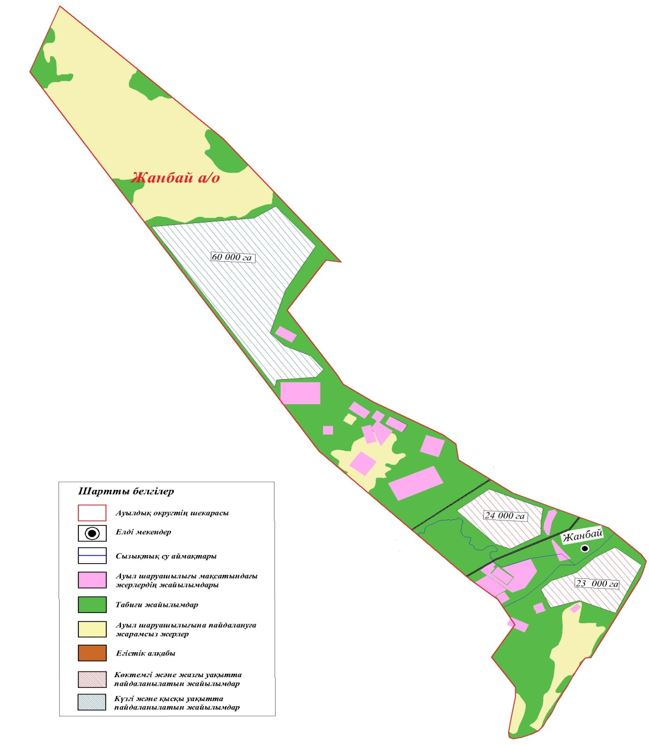 Жанбай а/о
60 000 га
24 000 га
Жанбай
23 000 га
Шартты белгілер
Ауылдық округтің шекарасы
Елді мекендер
Сызықтық су аймақтары
Ауыл шаруашылығы мақсатындағы
жерлердің жайылымдары
Табиғи жайылымдар
Ауыл шаруашылығына пайдалануға
жарамсыз жерлер
Егістік алқабы
Көктемгі және жазғы уақытта
пайдаланылатын жайылымдар
Күзгі және қысқы уақытта
пайдаланылатын жайылымдар